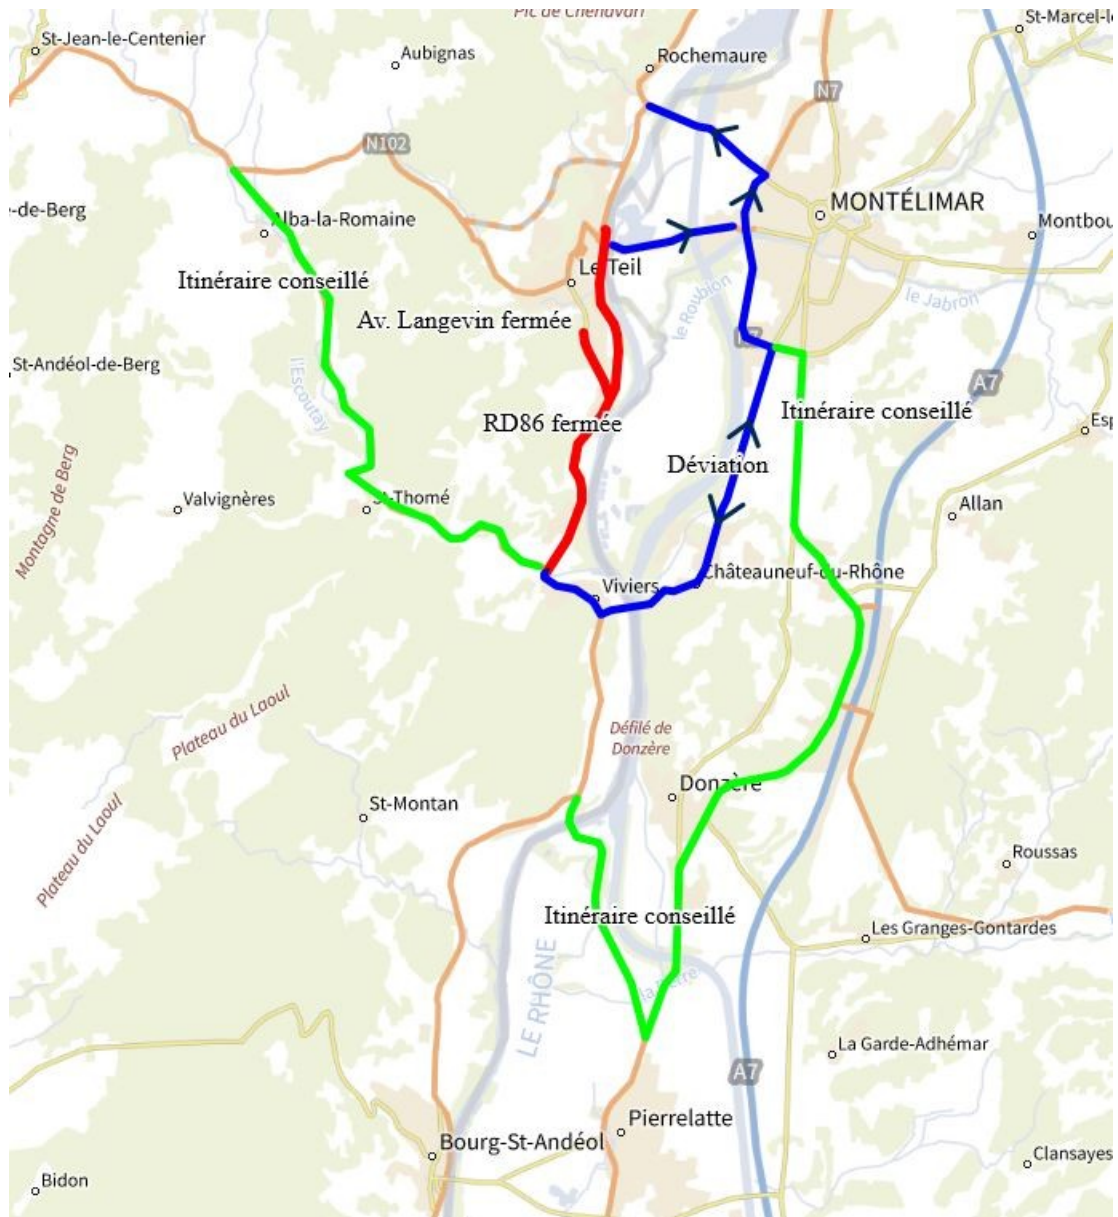 Pic de Chenavari
St-Marcel-l
St-Jean-le-Centenier
Aubignas
Rochemaure
N7
N102
MONTÉLIMAR
-de-Berg
Alba-la-Romaine
Montbou
Itinéraire conseillé
Le Teil
le Roubion
le Jabron
Av. Langevin fermée
N7
St-Andéol-de-Berg
l'Escoutay
A7
Itinéraire conseillé
RD86 fermée
Esp
Déviation
Montagne de Berg
Valvignères
St-Thomé
Allan
Viviers
Châteauneuf-du-Rhône
Plateau du Laoul
Défilé de
Donzère
Donzère
St-Montan
Plateau du Laoul
Roussas
Itinéraire conseillé
Les Granges-Gontardes
LE RHÔNE
la Berre
La Garde-Adhémar
A7
Pierrelatte
Bourg-St-Andéol
Clansayes
Bidon